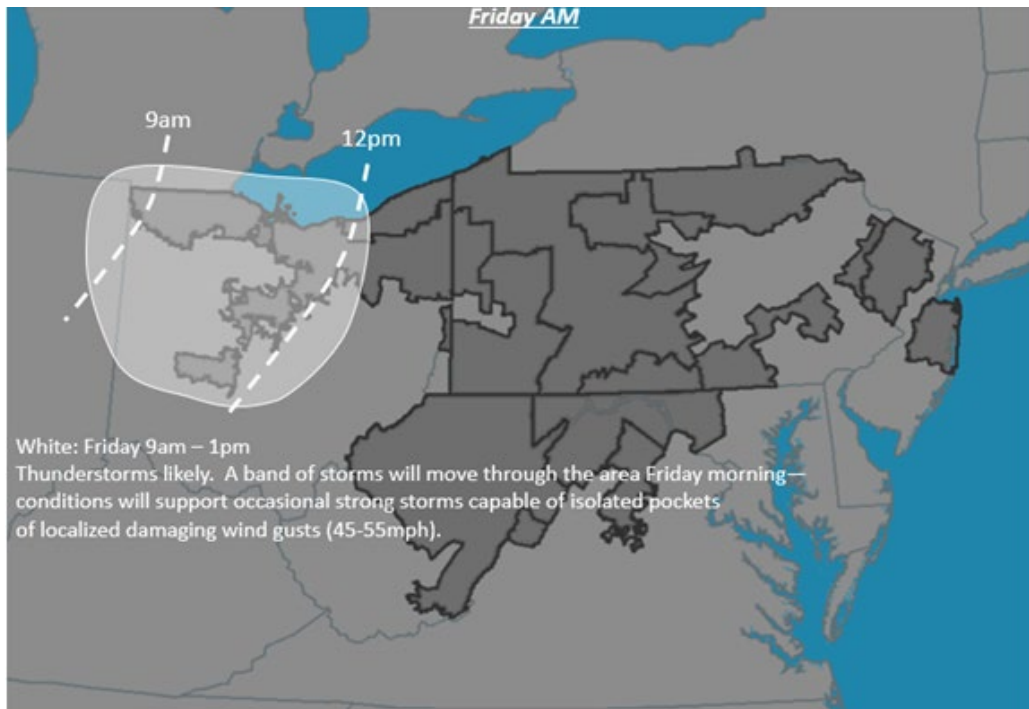 Friday AM
9am
12pm
White: Friday 9am – 1pm
Thunderstorms likely.  A band of storms will move through the area Friday morning—
conditions will support occasional strong storms capable of isolated pockets
of localized damaging wind gusts (45-55mph).